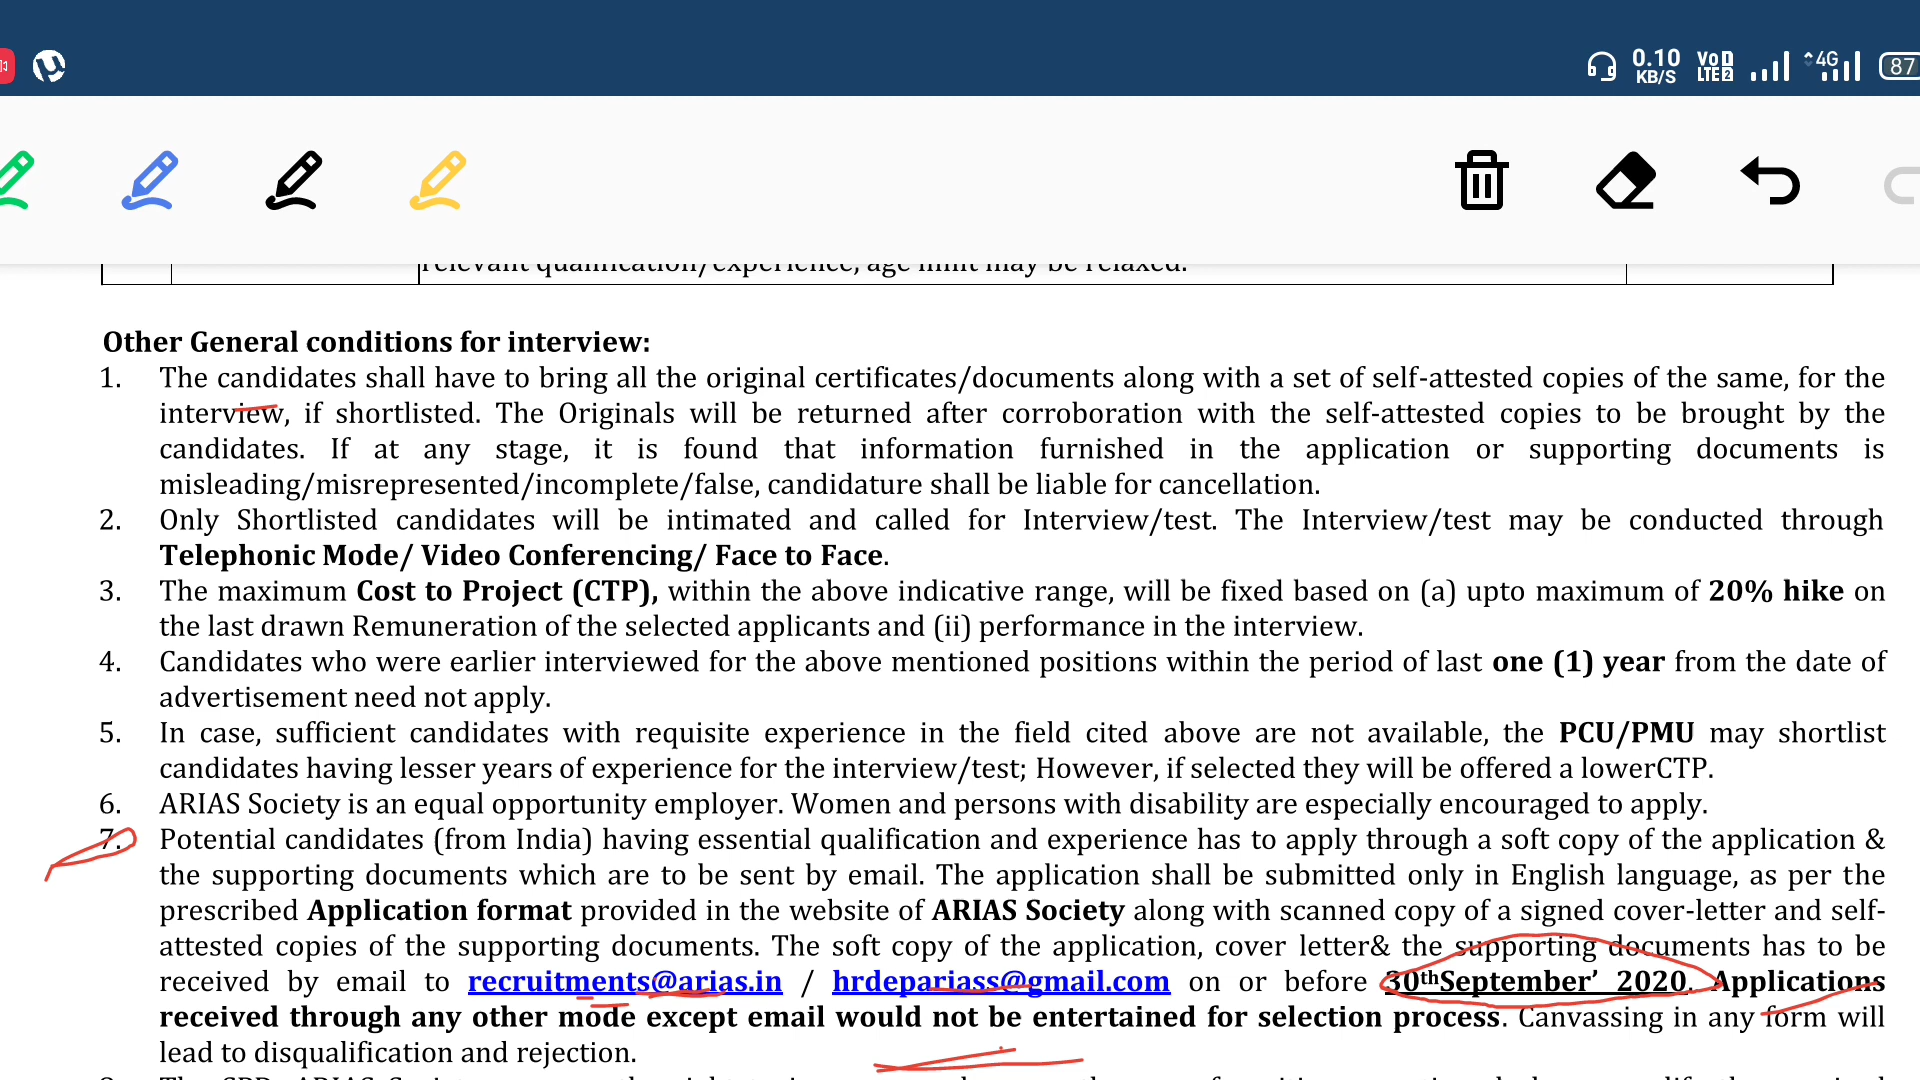 0.10
KB/S
Vo 1
LTE 2
4G
87
relevant qualification/experience, age limit may be relaxed.
Other General conditions for interview:
1. The candidates shall have to bring all the original certificates/documents along with a set of self-attested copies of the same, for the
interview, if shortlisted. The Originals will be returned after corroboration with the self-attested copies to be brought by the
candidates. If at any stage, it is found that information furnished in the application or supporting documents is
misleading/misrepresented/incomplete/false, candidature shall be liable for cancellation.
2. Only Shortlisted candidates will be intimated and called for Interview/test. The Interview/test may be conducted through
Telephonic Mode/ Video Conferencing/ Face to Face.
3. The maximum Cost to Project (CTP), within the above indicative range, will be fixed based on (a) upto maximum of 20% hike on
the last drawn Remuneration of the selected applicants and (ii) performance in the interview.
4. Candidates who were earlier interviewed for the above mentioned positions within the period of last one (1) year from the date of
advertisement need not apply.
5. In case, sufficient candidates with requisite experience in the field cited above are not available, the PCU/PMU may shortlist
candidates having lesser years of experience for the interview/test; However, if selected they will be offered a lowerCTP.
6. ARIAS Society is an equal opportunity employer. Women and persons with disability are especially encouraged to apply.
7. Potential candidates (from India) having essential qualification and experience has to apply through a soft copy of the application &
the supporting documents which are to be sent by email. The application shall be submitted only in English language, as per the
prescribed Application format provided in the website of ARIAS Society along with scanned copy of a signed cover-letter and self-
attested copies of the supporting documents. The soft copy of the application, cover letter& the supporting documents has to be
received by email to recruitments@arias.in / hrdepariass@gmail.com on or before 30thSeptember’ 2020. Applications
received through any other mode except email would not be entertained for selection process. Canvassing in any form will
lead to disqualification and rejection.